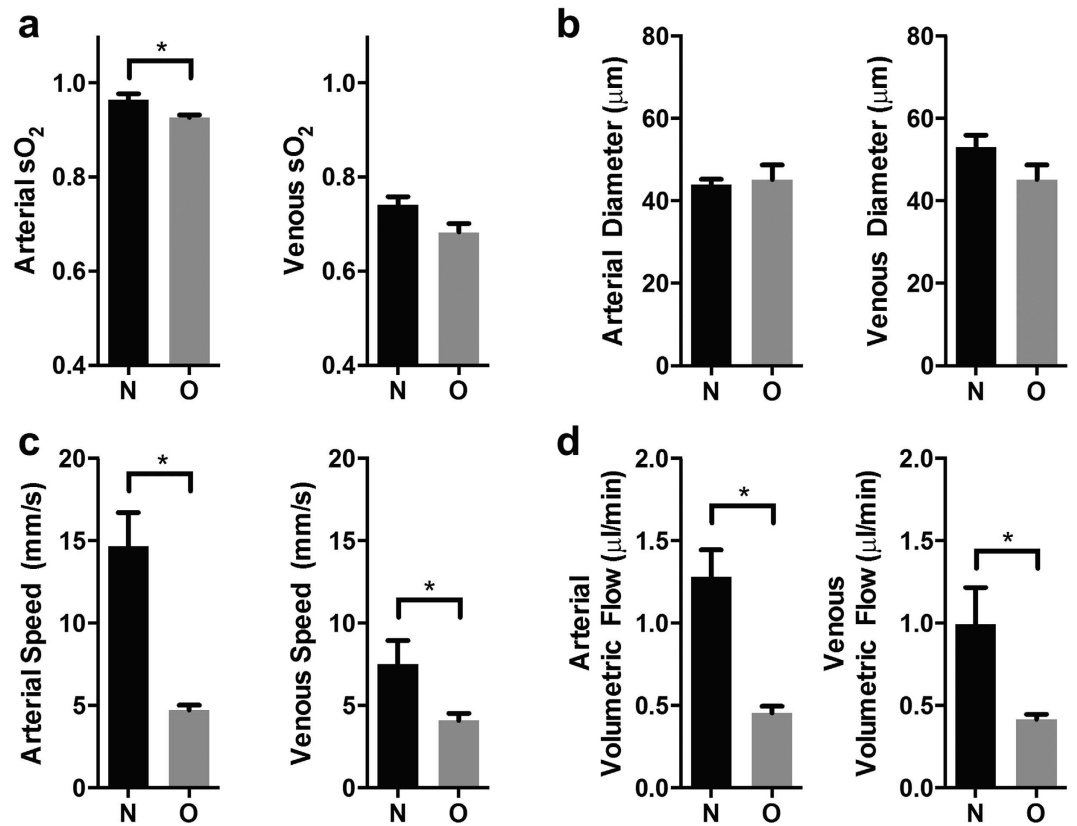 a
Arterial sO2
1.0
0.8
0.6
0.4
*
N O
Venous sO2
1.0
0.8
0.6
0.4
N O
b
Arterial Diameter (μm)
80
60
40
20
0
N O
Venous Diameter (μm)
80
60
40
20
0
N O
c
Arterial Speed (mm/s)
20
15
10
5
0
*
N O
Venous Speed (mm/s)
20
15
10
5
0
*
N O
d
Arterial
Volumetric Flow (μl/min)
2.0
1.5
1.0
0.5
0.0
*
N O
Venous
Volumetric Flow (μl/min)
2.0
1.5
1.0
0.5
0.0
*
N O